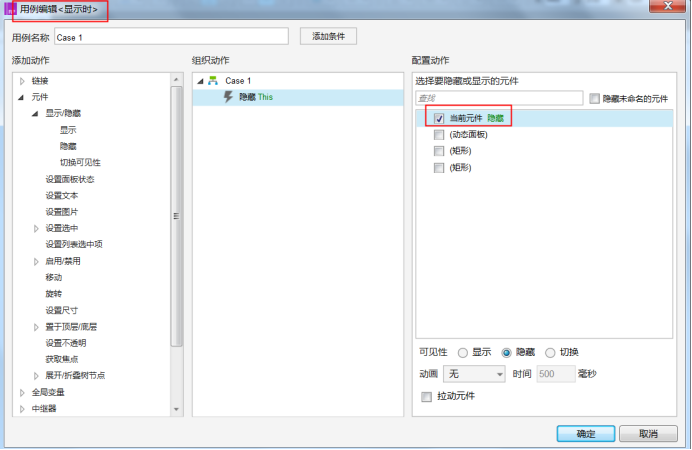 用例编辑<显示时>
用例名称 Case 1 添加条件
添加动作
链接
元件
显示/隐藏
显示
隐藏
切换可见性
设置面板状态
设置文本
设置图片
设置选中
设置列表选中项
启用/禁用
移动
旋转
设置尺寸
置于顶层/底层
设置不透明
获取焦点
展开/折叠树节点
全局变量
中继器
组织动作
Case 1
隐藏 This
配置动作
选择要隐藏或显示的元件
查找 隐藏未命名的元件
当前元件 隐藏
(动态面板)
(矩形)
(矩形)
可见性 显示 隐藏 切换
动画 无 时间 500 毫秒
拉动元件
确定 取消